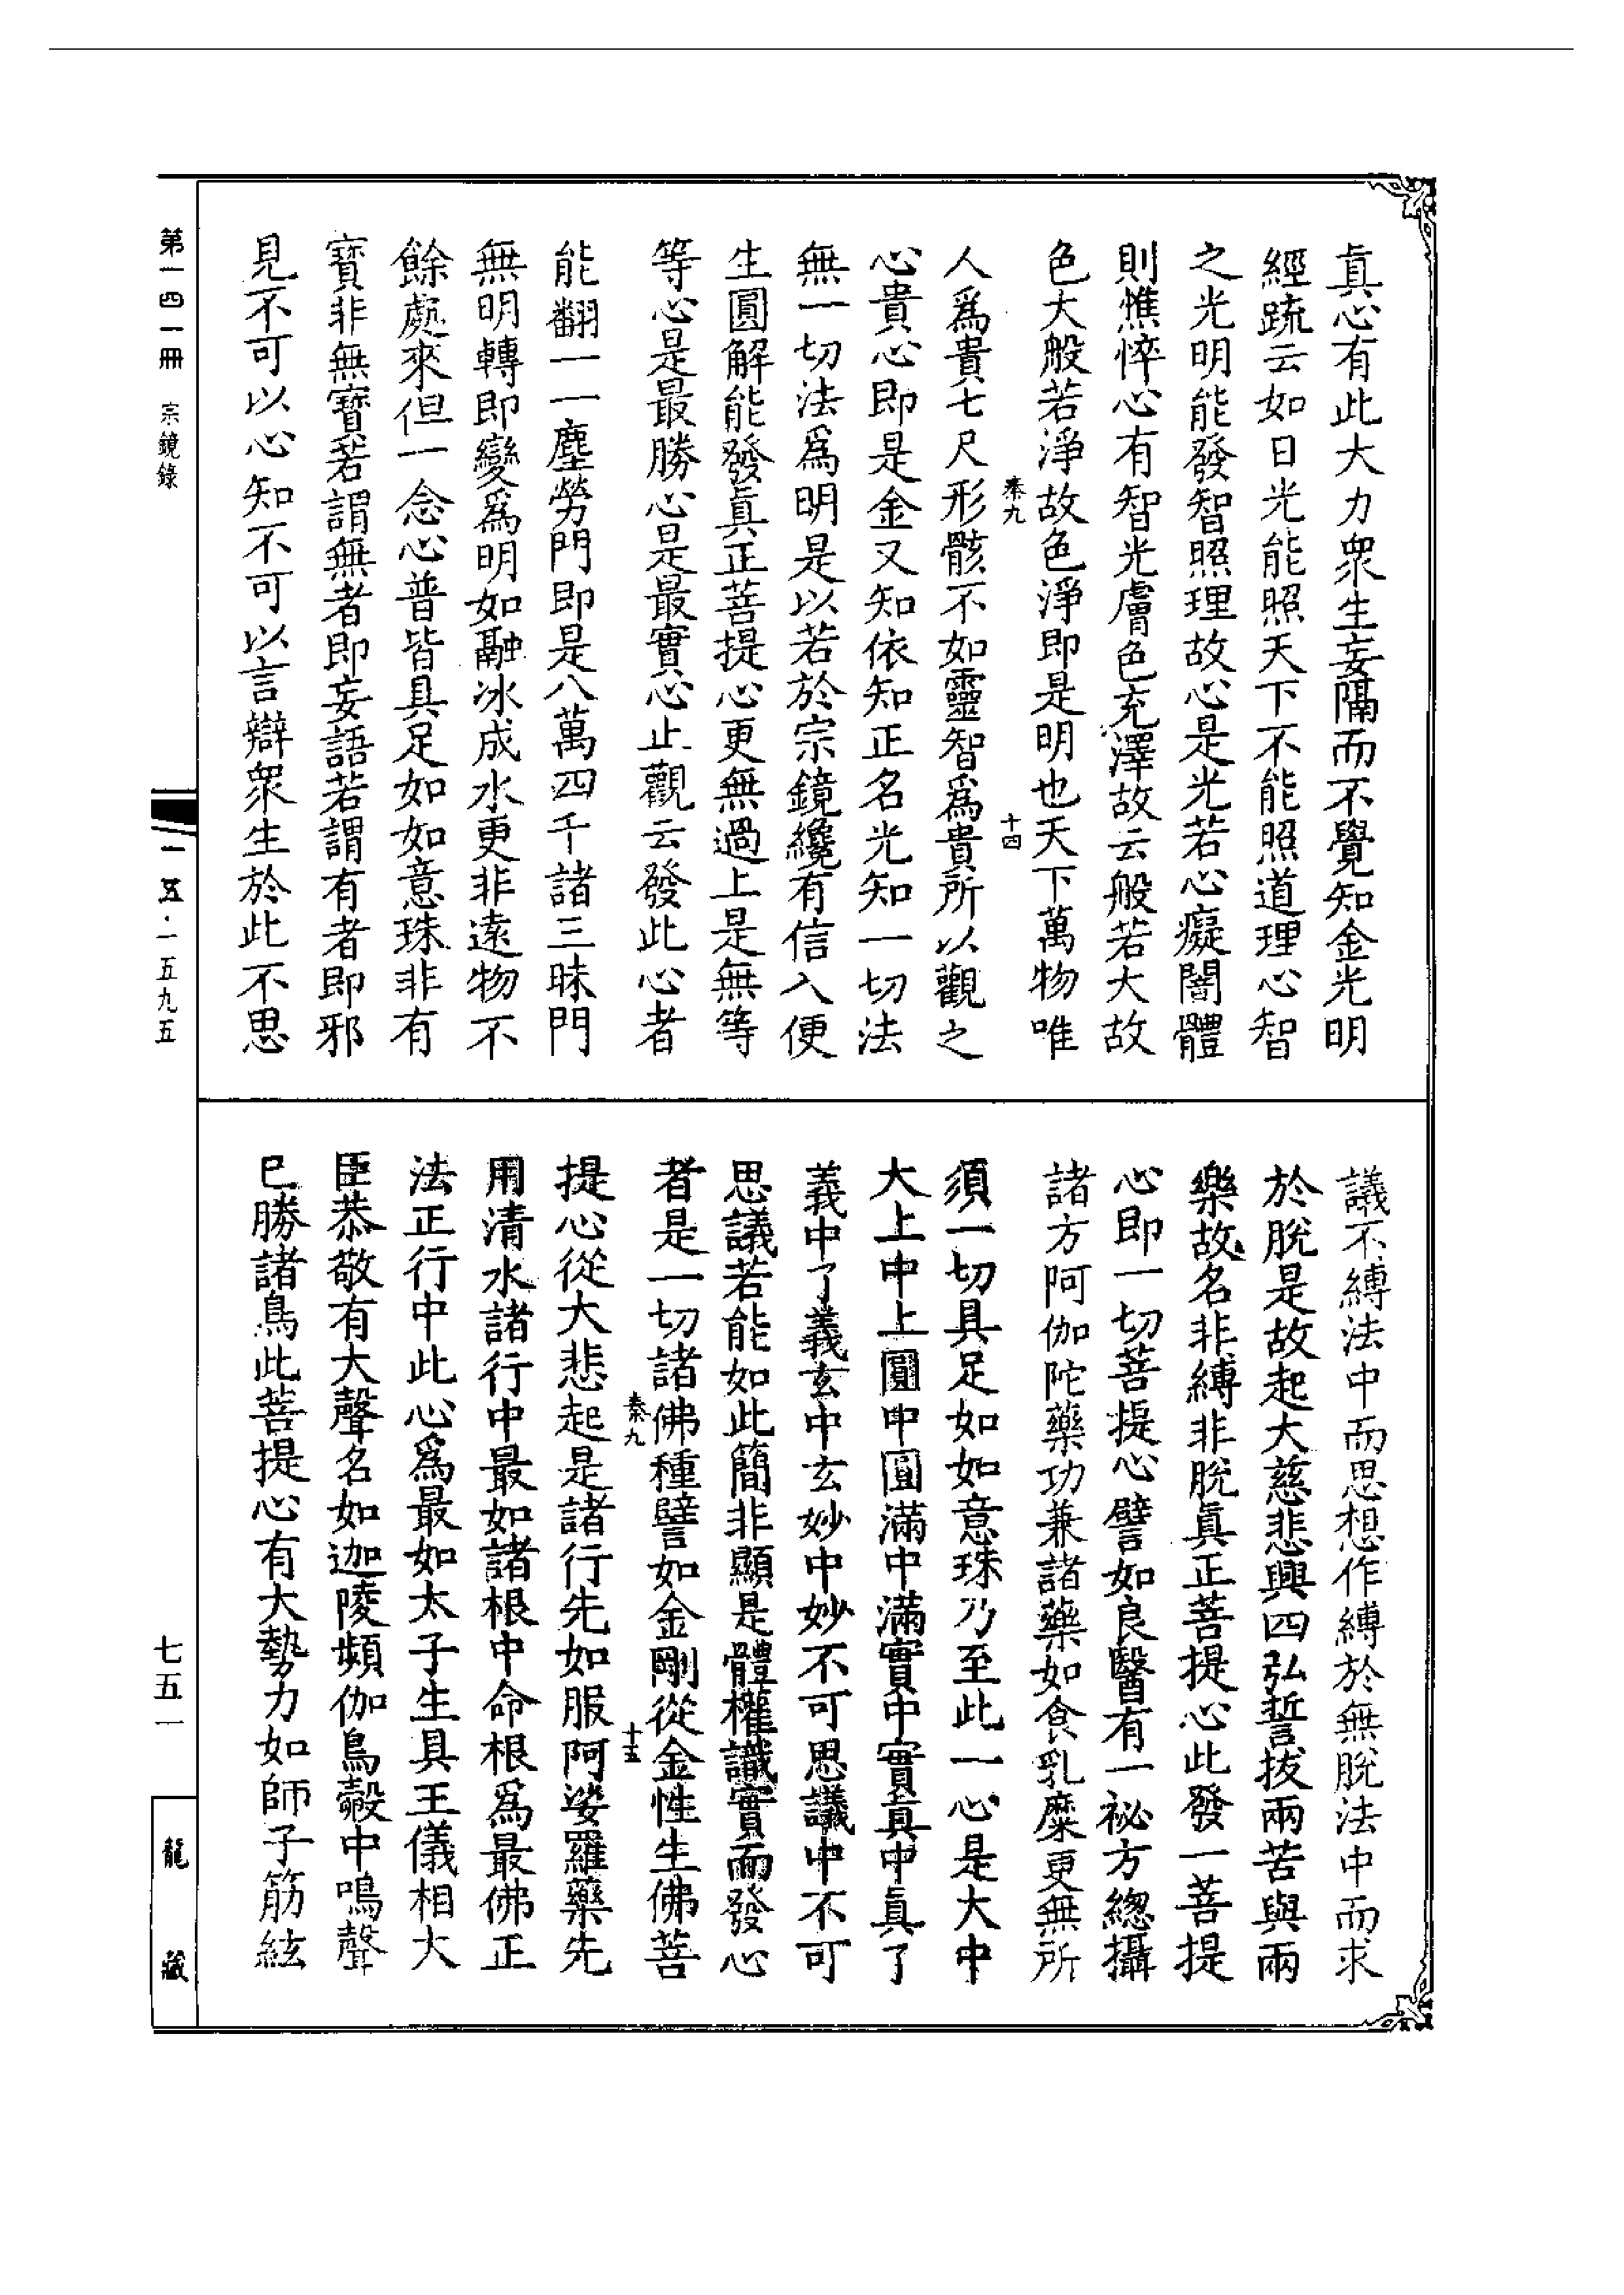 真心有此大力衆生妄隔而不覺知金光明
經疏云如日光能照天下不能照道理心智
之光明能發智照理故心是光若心癡闇體
則憔悴心有智光膚色充澤故云般若大故
色大般若淨故色淨即是明也天下萬物唯
秦九
十四
人爲貴七尺形骸不如靈智爲貴所以觀之
心貴心即是金又知依知正名光知一切法
無一切法爲明是以若於宗鏡纔有信入便
生圓解能發真正菩提心更無過上是無等
等心是最勝心是最實心止觀云發此心者
能翻一一塵勞門即是八萬四千諸三昧門
無明轉即變爲明如融冰成水更非遠物不
餘處來但一念心普皆具足如如意珠非有
寶非無寶若謂無者即妄語若謂有者即邪
見不可以心知不可以言辯衆生於此不思
議不縛法中而思想作縛於無脫法中而求
於脫是故起大慈悲興四弘誓拔兩苦與兩
樂故名非縛非脫真正菩提心此發一菩提
心即一切菩提心譬如良醫有一祕方總攝
諸方阿伽陀藥功兼諸藥如食乳糜更無所
須一切具足如如意珠乃至此一心是大中
大上中上圓中圓滿中滿實中實真中真了
義中了義玄中玄妙中妙不可思議中不可
思議若能如此簡非顯是體權識實而發心
者是一切諸佛種譬如金剛從金性生佛菩
秦九
十五
提心從大悲起是諸行先如服阿娑羅藥先
用清水諸行中最如諸根中命根爲最佛正
法正行中此心爲最如太子生具王儀相大
臣恭敬有大聲名如迦陵頻伽鳥㲉中鳴聲
已勝諸鳥此菩提心有大勢力如師子筋絃
第一四一冊 宗鏡錄
一五·一五九五
七五一
龍藏